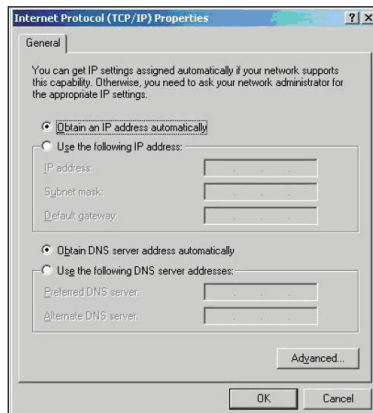 Internet Protocol (TCP/IP) Properties
General
You can get IP settings assigned automatically if your network supports
this capability. Otherwise, you need to ask your network administrator for
the appropriate IP settings.
Obtain an IP address automatically
Use the following IP address:
IP address:
Subnet mask:
Default gateway:
Obtain DNS server address automatically
Use the following DNS server addresses:
Preferred DNS server:
Alternate DNS server:
Advanced...
OK Cancel